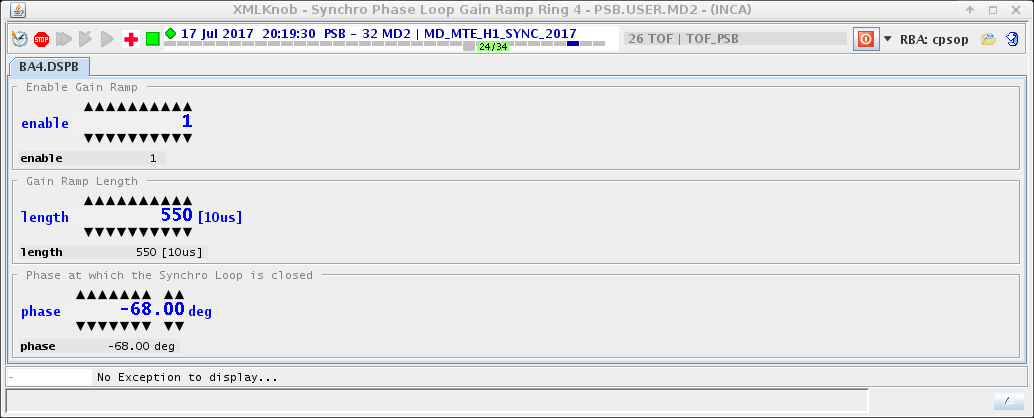 XMLKnob - Synchro Phase Loop Gain Ramp Ring 4 - PSB.USER.MD2 - (INCA)
STOP 17 Jul 2017 20:19:30 PSB - 32 MD2 | MD_MTE_H1_SYNC_2017 26 TOF | TOF_PSB RBA: cpsop
24/34
BA4.DSPB
Enable Gain Ramp
enable 1
enable 1
Gain Ramp Length
length 550 [10us]
length 550 [10us]
Phase at which the Synchro Loop is closed
phase -68.00 deg
phase -68.00 deg
- No Exception to display...